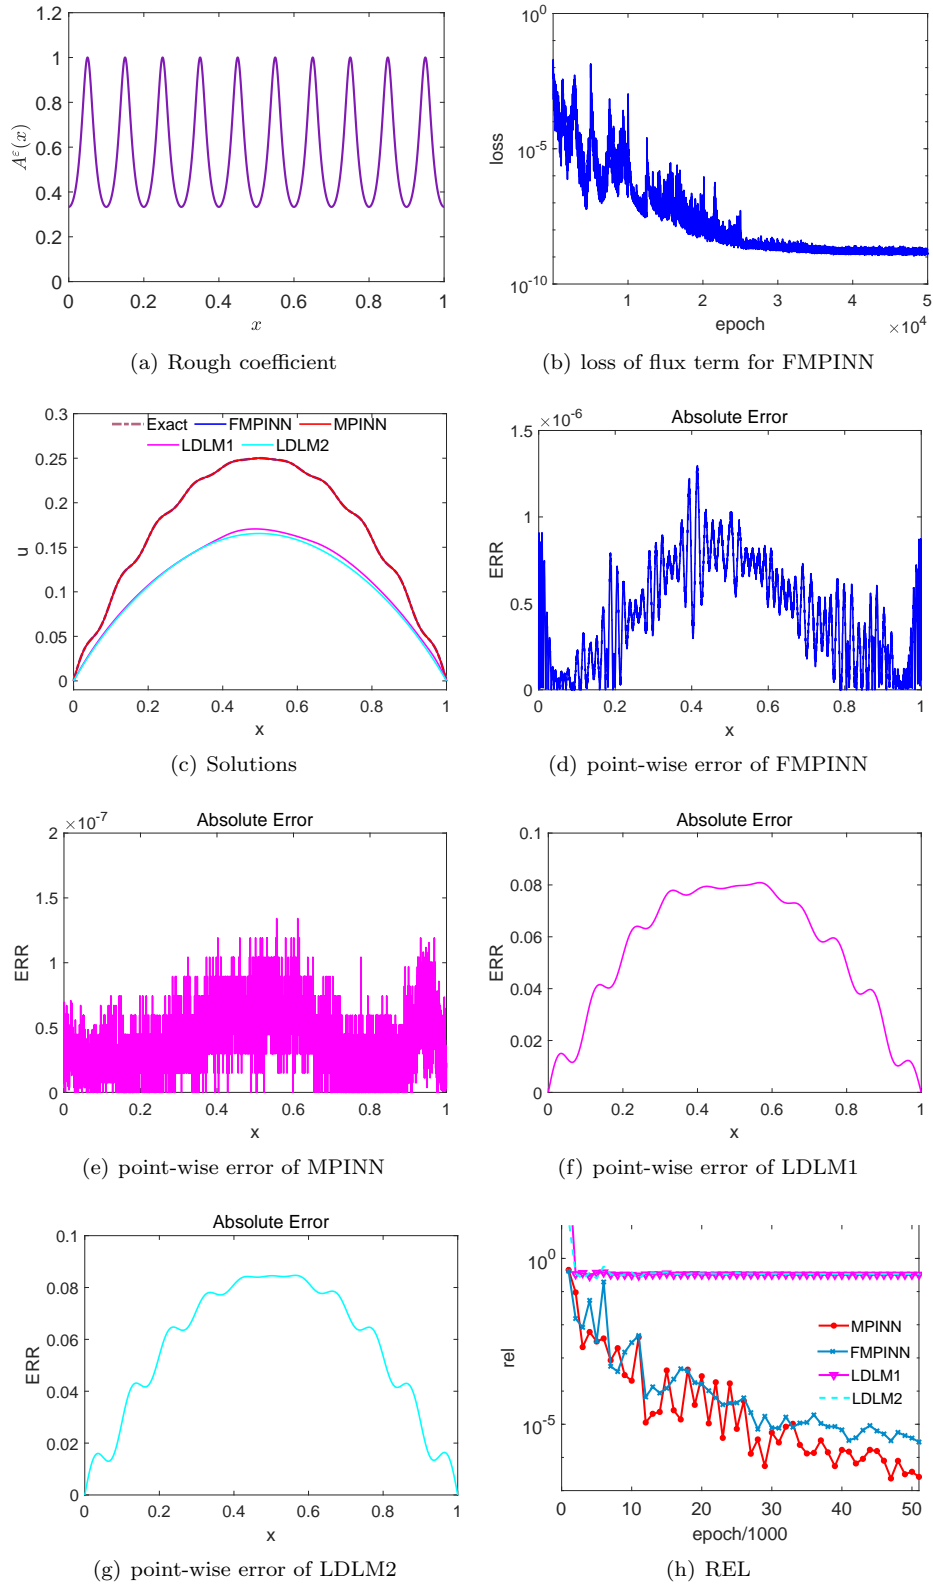 1.2
1
0.8
0.6
0.4
0.2
0
A^ε(x)
0 0.2 0.4 0.6 0.8 1
x
(a) Rough coefficient
10^0
10^-5
10^-10
loss
1 2 3 4 5
epoch
×10^4
(b) loss of flux term for FMPINN
0.3
0.25
0.15
0.05
0
u
Exact FMPINN MPINN
LDLM1 LDLM2
0 0.2 0.4 0.6 0.8 1
x
(c) Solutions
×10^-6
Absolute Error
1.5
1
0.5
0
ERR
0 0.2 0.4 0.6 0.8 1
x
(d) point-wise error of FMPINN
×10^-7
Absolute Error
2
1.5
1
0.5
0
ERR
0 0.2 0.4 0.6 0.8 1
x
(e) point-wise error of MPINN
Absolute Error
0.1
0.08
0.06
0.04
0.02
0
ERR
0 0.2 0.4 0.6 0.8 1
x
(f) point-wise error of LDLM1
Absolute Error
0.1
0.08
0.06
0.04
0.02
0
ERR
0 0.2 0.4 0.6 0.8 1
x
(g) point-wise error of LDLM2
10^0
10^-5
rel
MPINN
FMPINN
LDLM1
LDLM2
0 10 20 30 40 50
epoch/1000
(h) REL